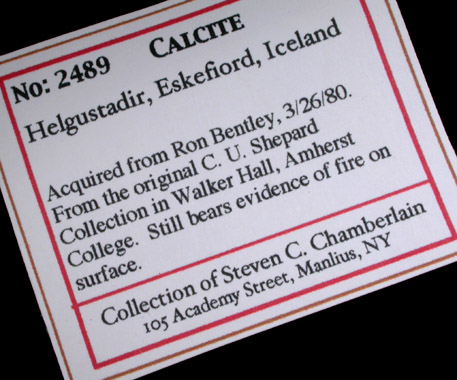 No: 2489 CALCITE
Helgustadir, Eskefiord, Iceland
Acquired from Ron Bentley, 3/26/80.
From the original C. U. Shepard
Collection in Walker Hall, Amherst
College. Still bears evidence of fire on
surface.
Collection of Steven C. Chamberlain
105 Academy Street, Manlius, NY